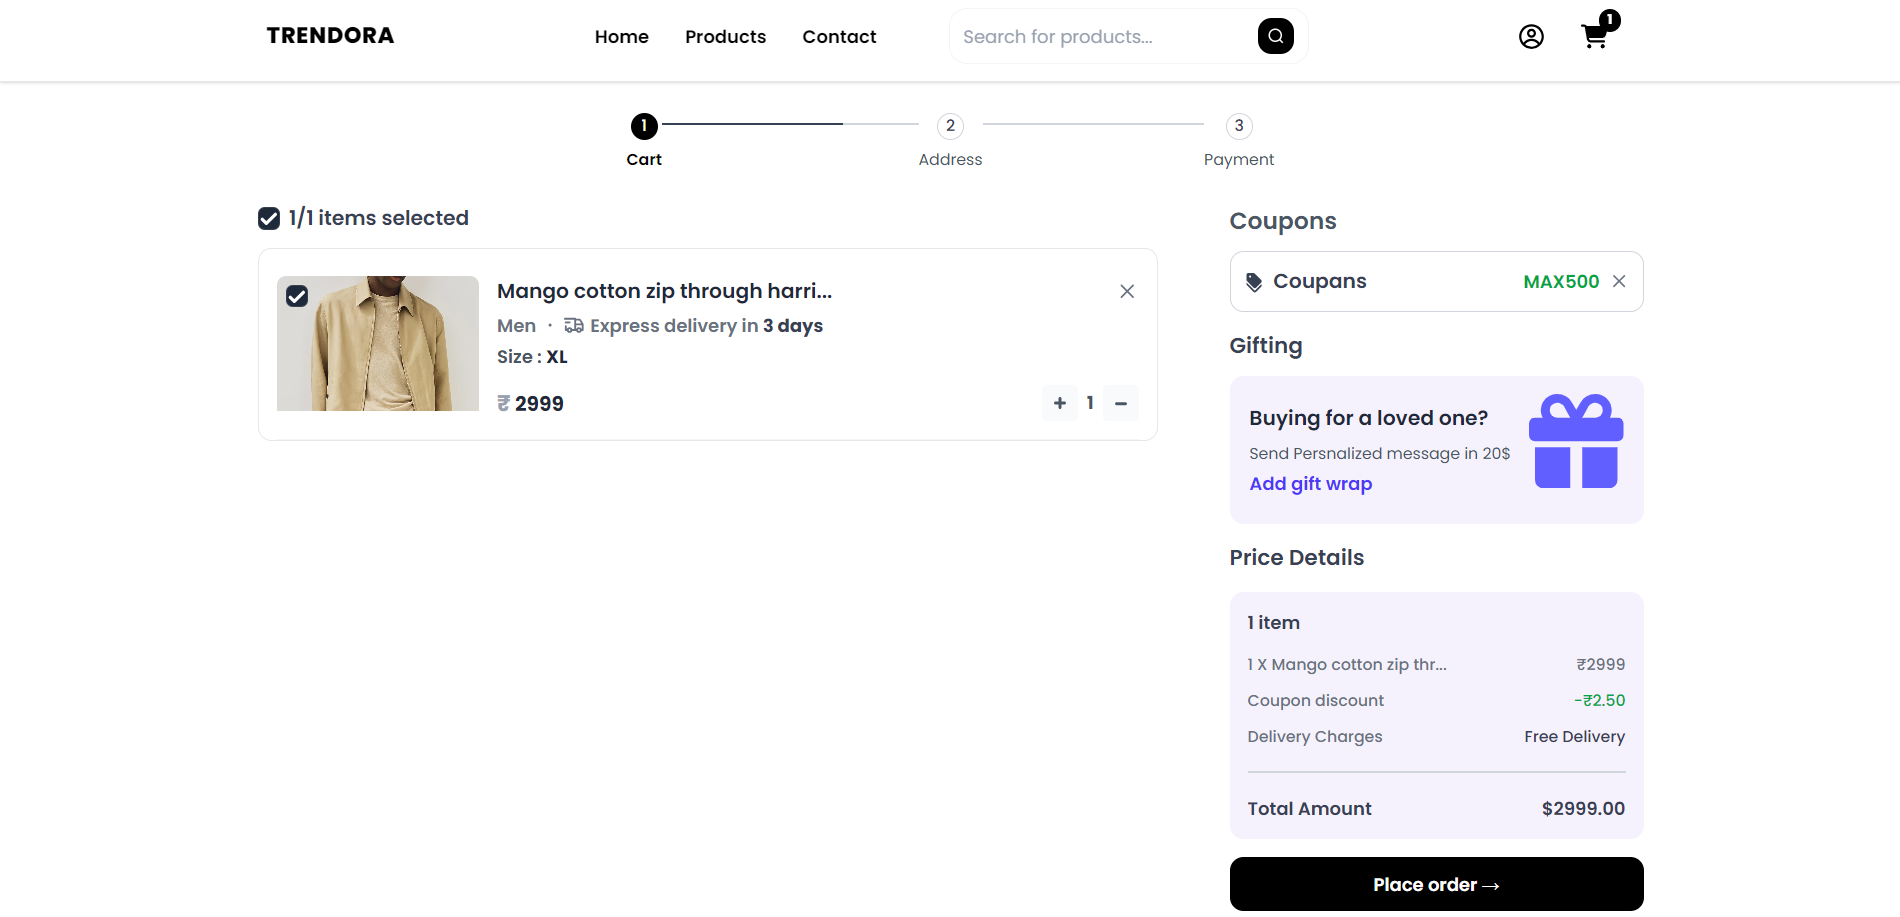 TRENDORA
Home Products Contact
Search for products...
1
1
2
3
Cart
Address
Payment
1/1 items selected
Mango cotton zip through harri...
Men · Express delivery in 3 days
Size : XL
₹ 2999
+ 1 −
Coupons
Coupans MAX500
Gifting
Buying for a loved one?
Send Persnalized message in 20$
Add gift wrap
Price Details
1 item
1 X Mango cotton zip thr... ₹2999
Coupon discount -₹2.50
Delivery Charges Free Delivery
Total Amount $2999.00
Place order →